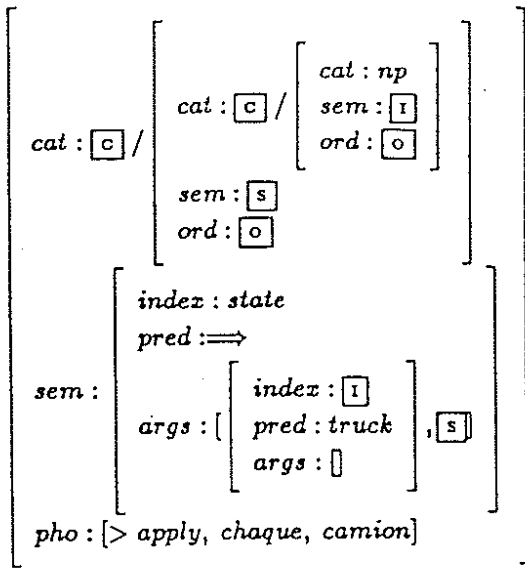 cat : C / [ cat : C / [ cat : np
sem : I
ord : O ]
sem : S
ord : O ]
sem : [ index : state
pred :⟹
args : [ [ index : I
pred : truck
args : [] ] , S ] ]
pho : [> apply, chaque, camion]